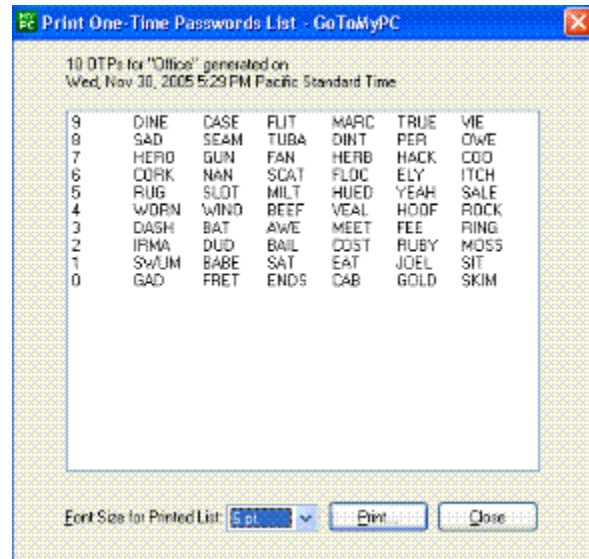 Print One-Time Passwords List - GoToMyPC
10 OTPs for "Office" generated on
Wed, Nov 30, 2005 5:29 PM Pacific Standard Time
9 DINE CASE FLIT MARC TRUE VIE
8 SAD SEAM TUBA DINT PER OWE
7 HERO GUN FAN HERB HACK COO
6 CORK NAN SCAT FLOC ELY ITCH
5 RUG SLOT MILT HUED YEAH SALE
4 WORN WIND BEEF VEAL HOOF ROCK
3 DASH BAT AWE MEET FEE RING
2 IRMA DUD BAIL COST RUBY MOSS
1 SWUM BABE SAT EAT JOEL SIT
0 GAD FRET ENDS CAB GOLD SKIM
Font Size for Printed List: pt. Print... Close